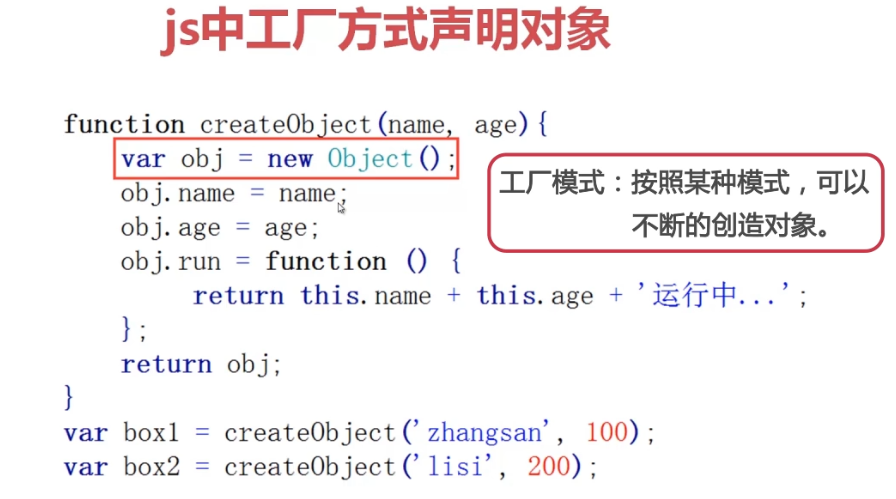 js中工厂方式声明对象
function createObject(name, age){
var obj = new Object();
obj.name = name;
obj.age = age;
obj.run = function () {
return this.name + this.age + '运行中...';
};
return obj;
}
var box1 = createObject('zhangsan', 100);
var box2 = createObject('lisi', 200);
工厂模式：按照某种模式，可以
不断的创造对象。